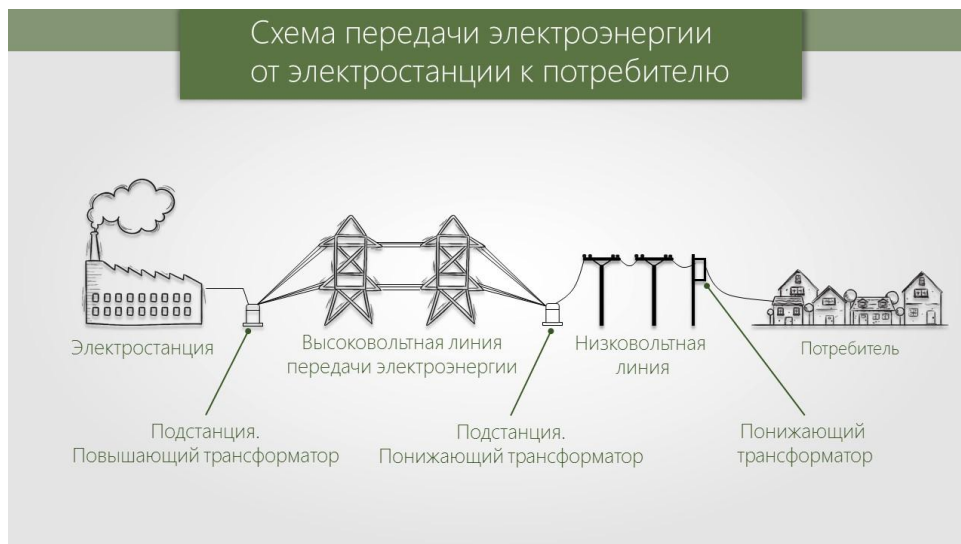 Схема передачи электроэнергии
от электростанции к потребителю
Электростанция
Высоковольтная линия
передачи электроэнергии
Низковольтная
линия
Потребитель
Подстанция.
Повышающий трансформатор
Подстанция.
Понижающий трансформатор
Понижающий
трансформатор